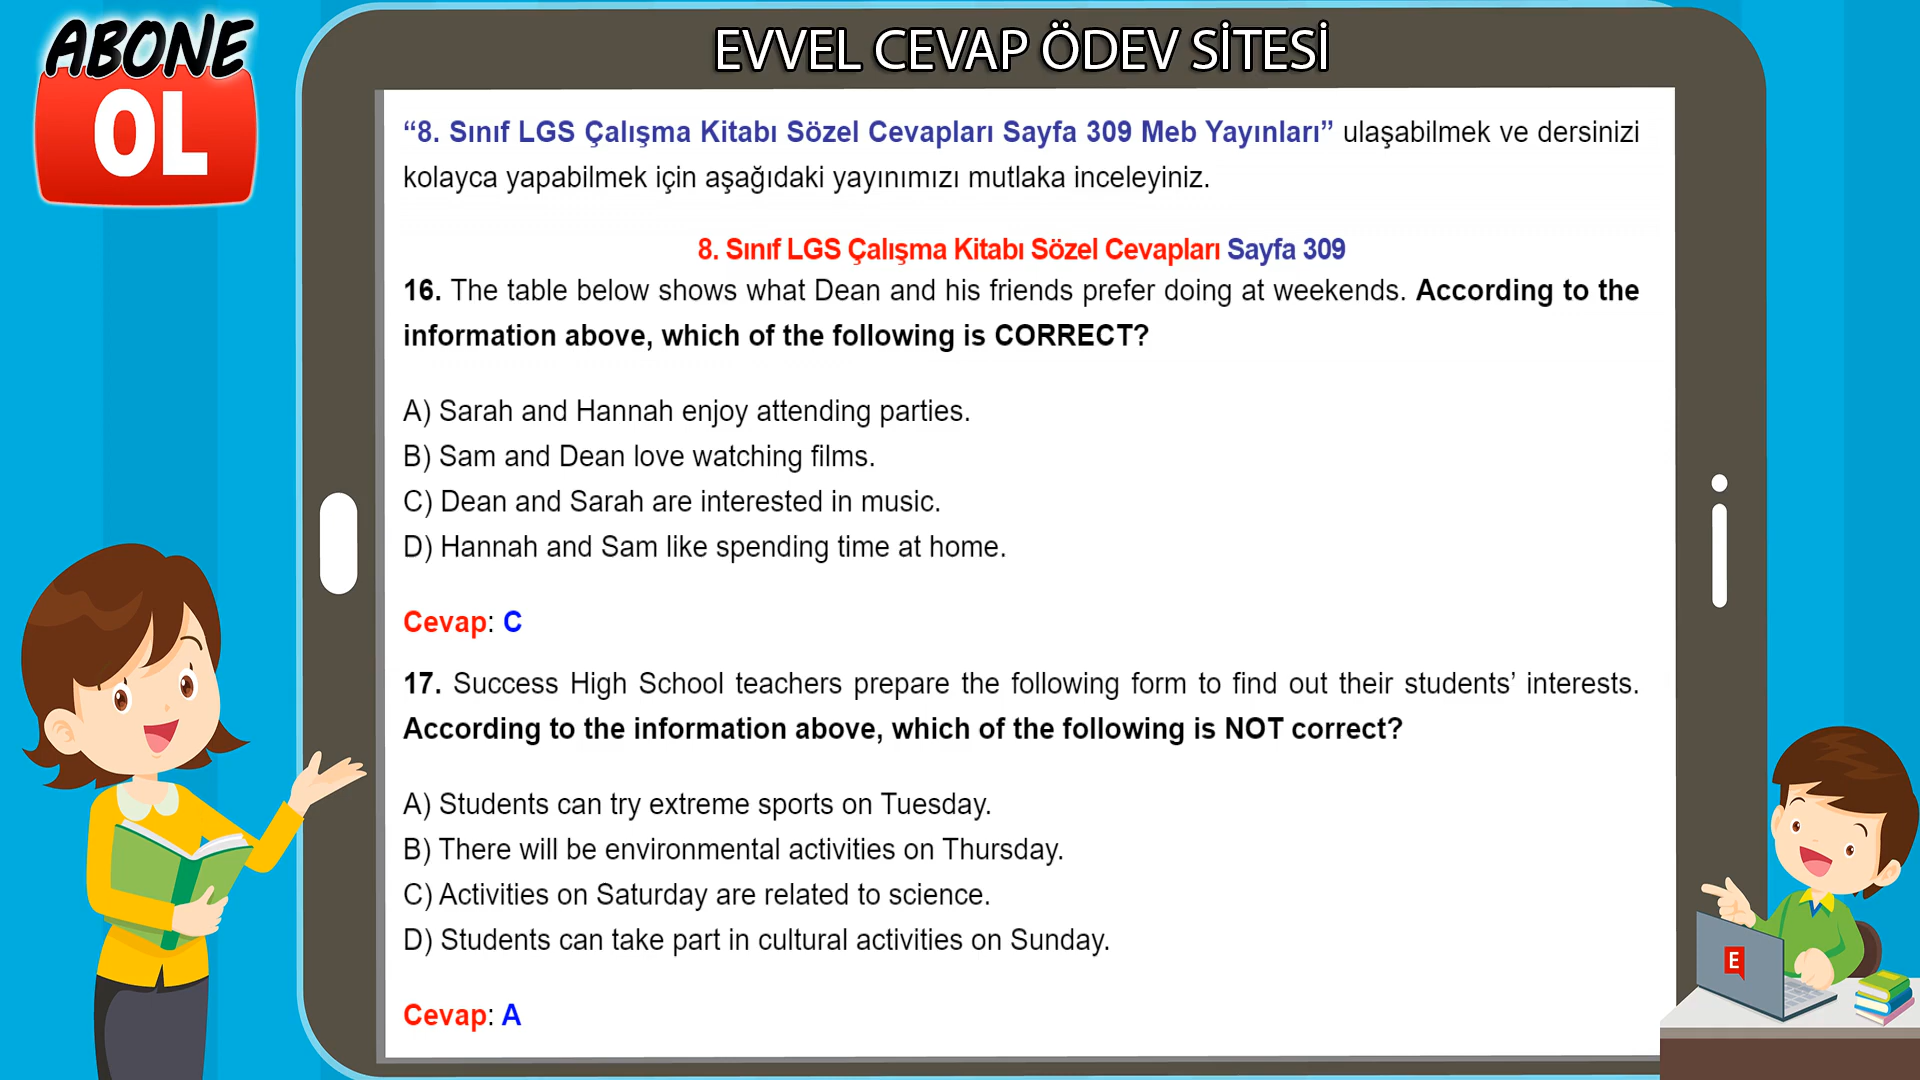 ABONE
OL
EVVEL CEVAP ÖDEV SİTESİ
“8. Sınıf LGS Çalışma Kitabı Sözel Cevapları Sayfa 309 Meb Yayınları” ulaşabilmek ve dersinizi
kolayca yapabilmek için aşağıdaki yayınımızı mutlaka inceleyiniz.
8. Sınıf LGS Çalışma Kitabı Sözel Cevapları Sayfa 309
16. The table below shows what Dean and his friends prefer doing at weekends. According to the
information above, which of the following is CORRECT?
A) Sarah and Hannah enjoy attending parties.
B) Sam and Dean love watching films.
C) Dean and Sarah are interested in music.
D) Hannah and Sam like spending time at home.
Cevap: C
17. Success High School teachers prepare the following form to find out their students’ interests.
According to the information above, which of the following is NOT correct?
A) Students can try extreme sports on Tuesday.
B) There will be environmental activities on Thursday.
C) Activities on Saturday are related to science.
D) Students can take part in cultural activities on Sunday.
Cevap: A
E